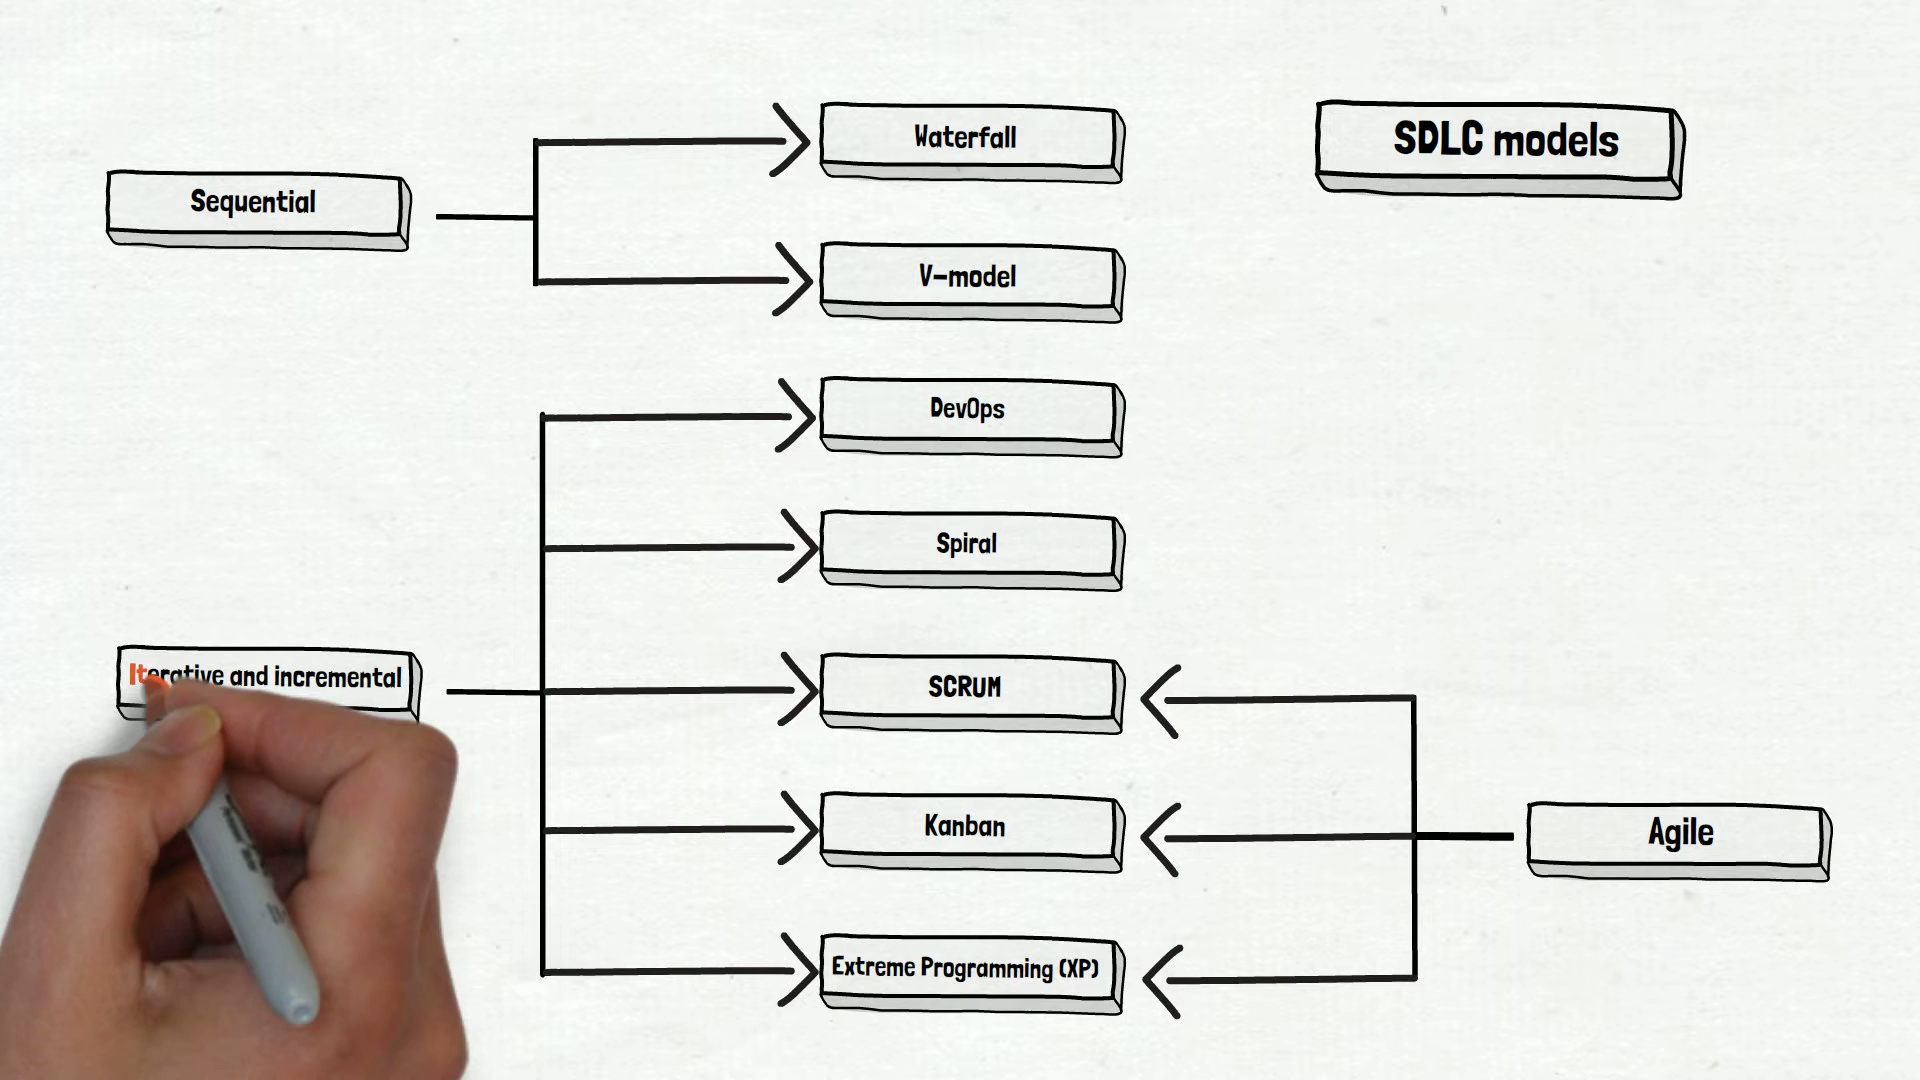 SDLC models
Sequential
Waterfall
V-model
Iterative and incremental
DevOps
Spiral
SCRUM
Kanban
Extreme Programming (XP)
Agile